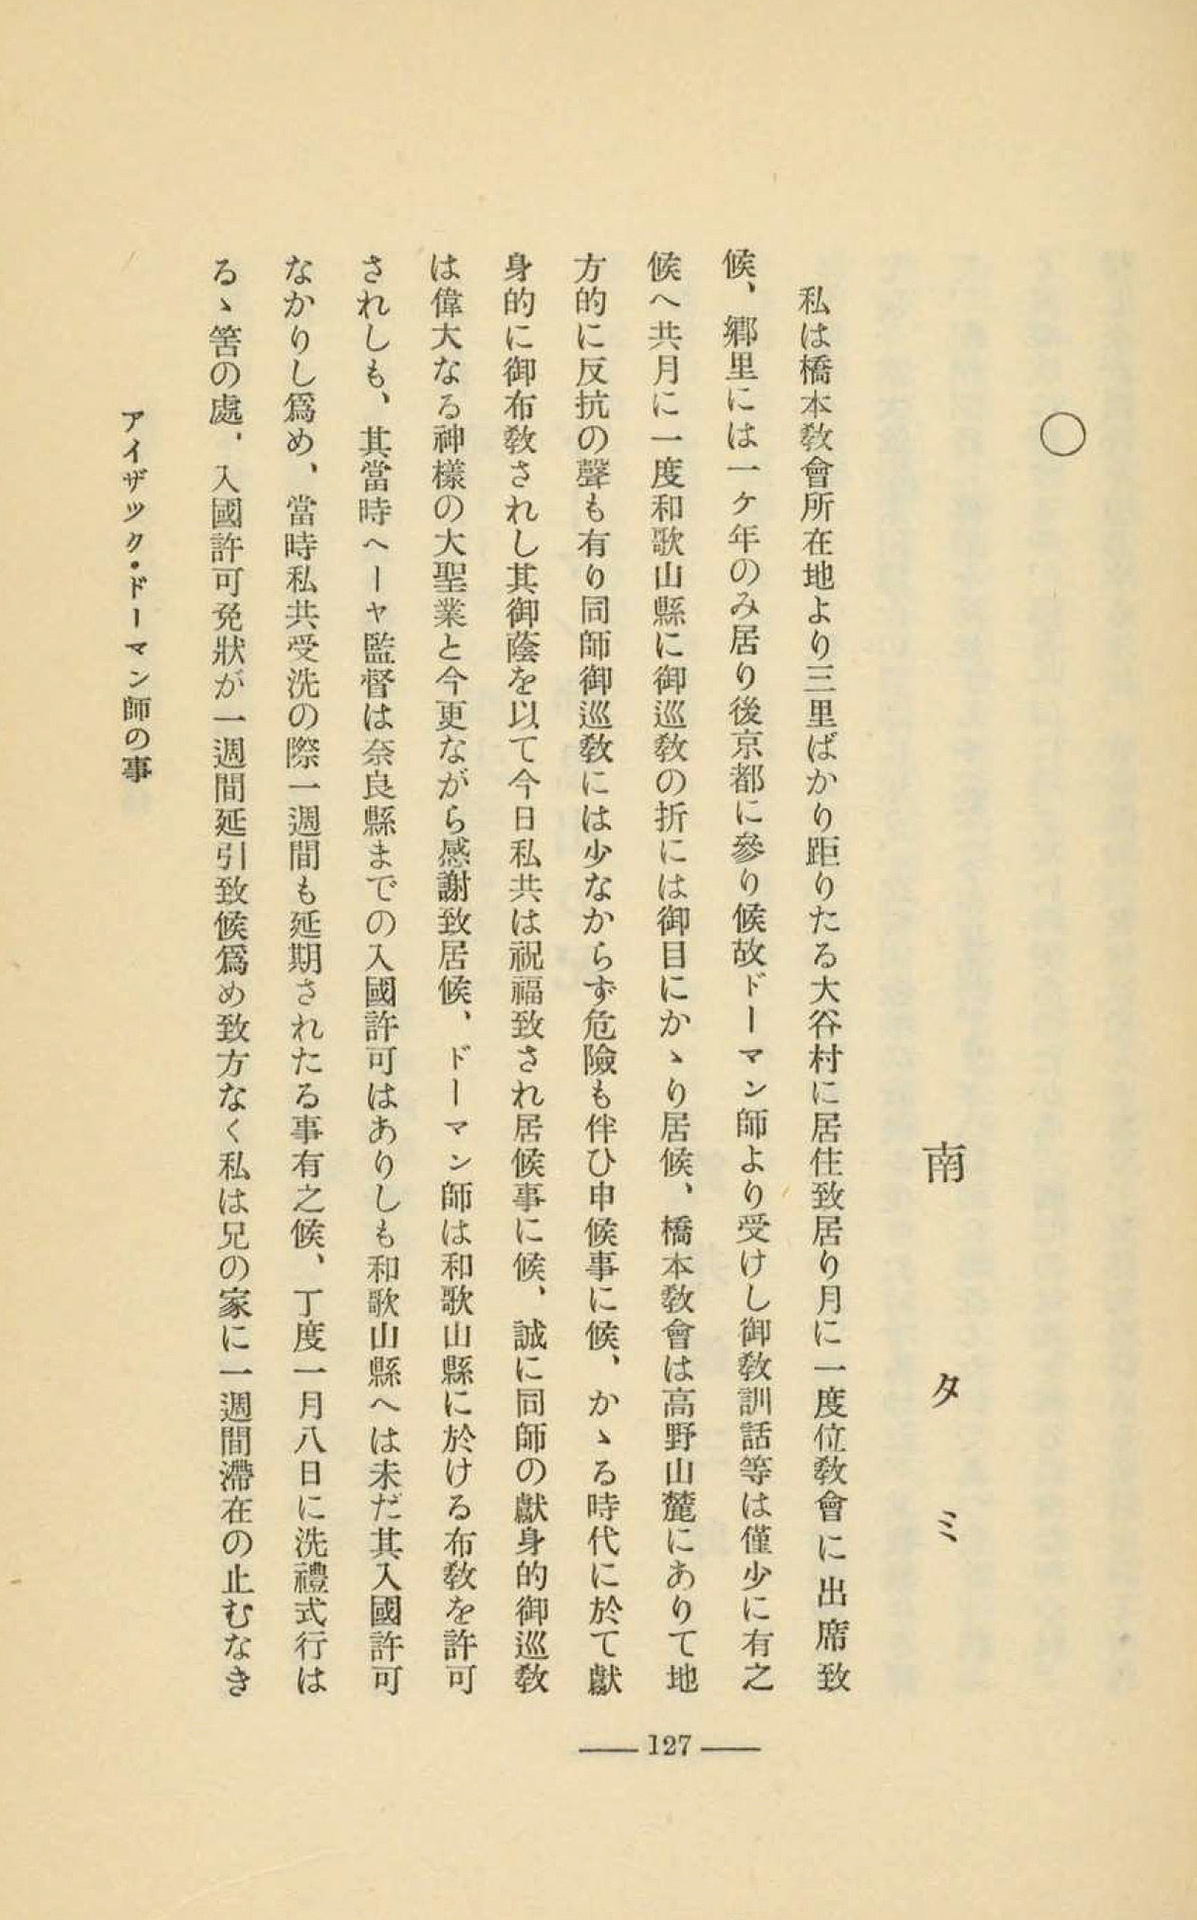 ○
南タミ
私は橋本敎會所在地より三里ばかり距りたる大谷村に居住致居り月に一度位敎會に出席致
候、鄕里には一ケ年のみ居り後京都に參り候故ドーマン師より受けし御敎訓話等は僅少に有之
候へ共月に一度和歌山縣に御巡敎の折には御目にかゝり居候、橋本敎會は高野山麓にありて地
方的に反抗の聲も有り同師御巡敎には少なからず危險も伴ひ申候事に候、かゝる時代に於て獻
身的に御布敎されし其御蔭を以て今日私共は祝福致され居候事に候、誠に同師の獻身的御巡敎
は偉大なる神樣の大聖業と今更ながら感謝致居候、ドーマン師は和歌山縣に於ける布敎を許可
されしも、其當時ヘーヤ監督は奈良縣までの入國許可はありしも和歌山縣へは未だ其入國許可
なかりし爲め、當時私共受洗の際一週間も延期されたる事有之候、丁度一月八日に洗禮式行は
るゝ筈の處、入國許可免狀が一週間延引致候爲め致方なく私は兄の家に一週間滯在の止むなき
アイザック・ドーマン師の事
127